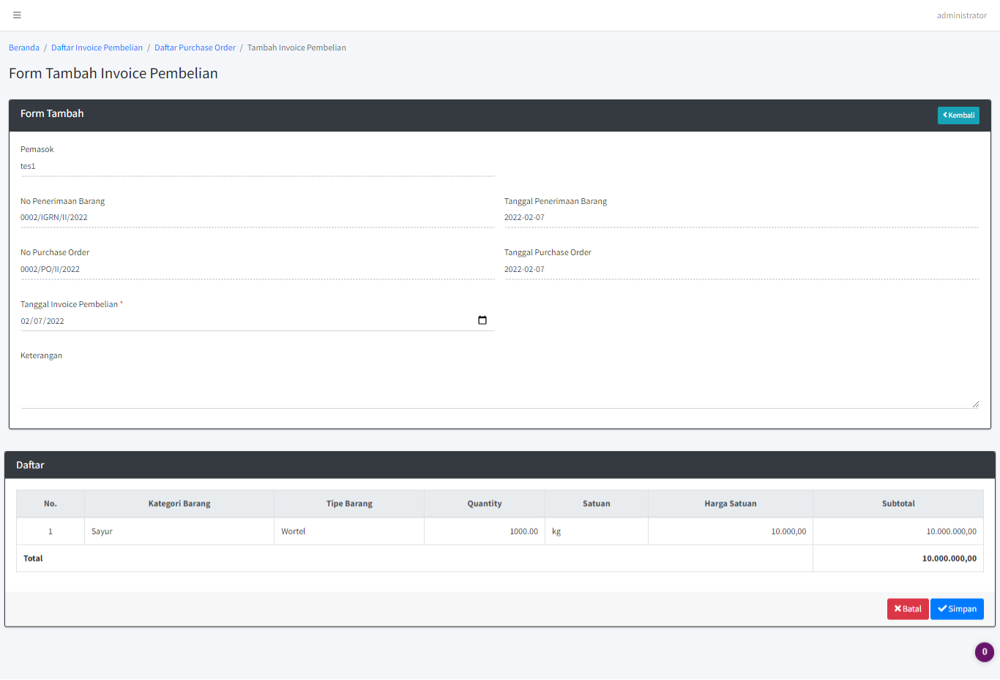 administrator
Beranda / Daftar Invoice Pembelian / Daftar Purchase Order / Tambah Invoice Pembelian
Form Tambah Invoice Pembelian
Form Tambah
Kembali
Pemasok
tes1
No Penerimaan Barang
0002/IGRN/II/2022
Tanggal Penerimaan Barang
2022-02-07
No Purchase Order
0002/PO/II/2022
Tanggal Purchase Order
2022-02-07
Tanggal Invoice Pembelian *
02/07/2022
Keterangan
Daftar
No. Kategori Barang Tipe Barang Quantity Satuan Harga Satuan Subtotal
1 Sayur Wortel 1000.00 kg 10.000,00 10.000.000,00
Total 10.000.000,00
Batal Simpan
0